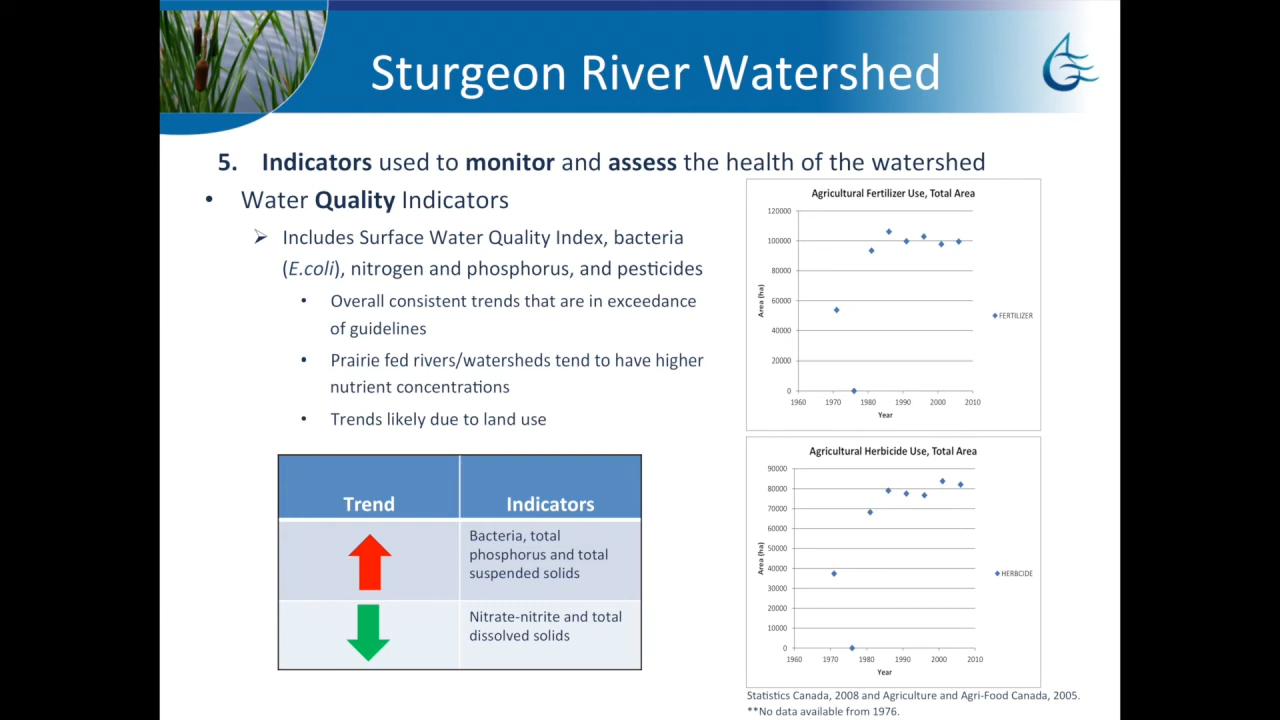 Sturgeon River Watershed
5. Indicators used to monitor and assess the health of the watershed
• Water Quality Indicators
➢ Includes Surface Water Quality Index, bacteria
(E.coli), nitrogen and phosphorus, and pesticides
• Overall consistent trends that are in exceedance
of guidelines
• Prairie fed rivers/watersheds tend to have higher
nutrient concentrations
• Trends likely due to land use
Trend Indicators
Bacteria, total
phosphorus and total
suspended solids
Nitrate-nitrite and total
dissolved solids
Agricultural Fertilizer Use, Total Area
120000
100000
80000
60000
40000
20000
0
Area (ha)
1960 1970 1980 1990 2000 2010
Year
FERTILIZER
Agricultural Herbicide Use, Total Area
90000
80000
70000
60000
50000
40000
30000
20000
10000
0
Area (ha)
1960 1970 1980 1990 2000 2010
Year
HERBCIDE
Statistics Canada, 2008 and Agriculture and Agri-Food Canada, 2005.
**No data available from 1976.